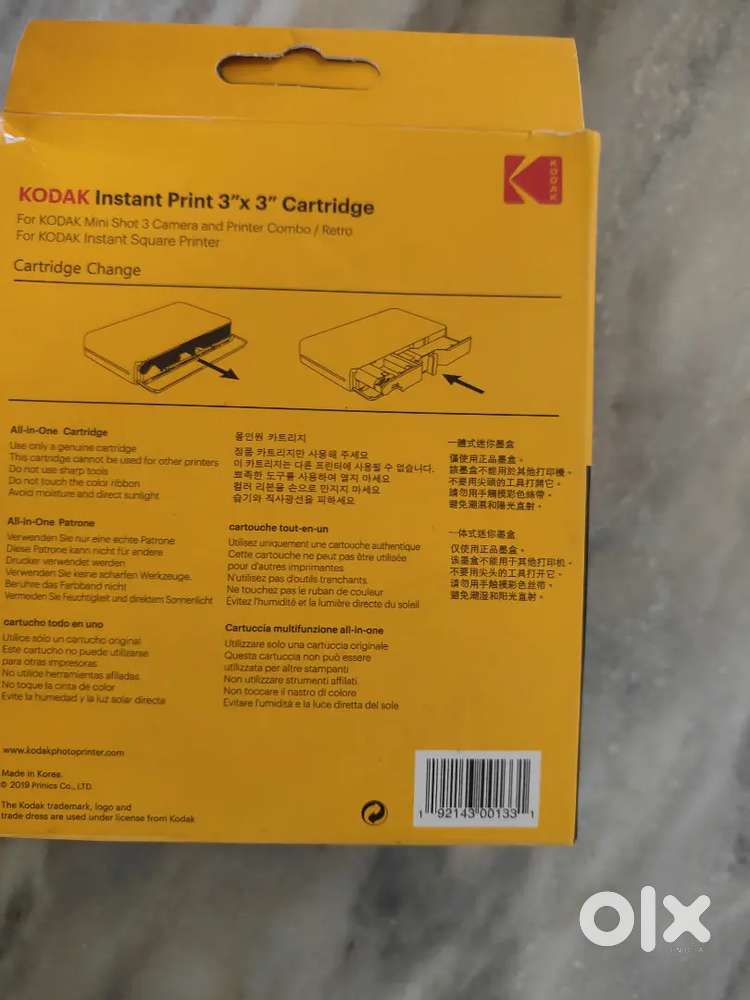 KODAK
KODAK Instant Print 3”x 3” Cartridge
For KODAK Mini Shot 3 Camera and Printer Combo / Retro
For KODAK Instant Square Printer
Cartridge Change
All-in-One Cartridge
Use only a genuine cartridge
This cartridge cannot be used for other printers
Do not use sharp tools
Do not touch the color ribbon
Avoid moisture and direct sunlight
올인원 카트리지
정품 카트리지만 사용해 주세요
이 카트리지는 다른 프린터에 사용될 수 없습니다.
뾰족한 도구를 사용하여 열지 마세요
컬러 리본을 손으로 만지지 마세요
습기와 직사광선을 피하세요
一體式迷你墨盒
僅使用正品墨盒。
該墨盒不能用於其他打印機。
不要用尖頭的工具打開它。
請勿用手觸摸彩色絲帶。
避免潮濕和陽光直射。
All-in-One Patrone
Verwenden Sie nur eine echte Patrone
Diese Patrone kann nicht für andere
Drucker verwendet werden
Verwenden Sie keine scharfen Werkzeuge.
Berühre das Farbband nicht
Vermeiden Sie Feuchtigkeit und direktem Sonnenlicht
cartouche tout-en-un
Utilisez uniquement une cartouche authentique
Cette cartouche ne peut pas être utilisée
pour d'autres imprimantes
N'utilisez pas d'outils tranchants.
Ne touchez pas le ruban de couleur
Évitez l'humidité et la lumière directe du soleil
一体式迷你墨盒
仅使用正品墨盒。
该墨盒不能用于其他打印机。
不要用尖头的工具打开它。
请勿用手触摸彩色丝带。
避免潮湿和阳光直射。
cartucho todo en uno
Utilice sólo un cartucho original
Este cartucho no puede utilizarse
para otras impresoras
No utilice herramientas afiladas.
No toque la cinta de color
Evite la humedad y la luz solar directa
Cartuccia multifunzione all-in-one
Utilizzare solo una cartuccia originale
Questa cartuccia non può essere
utilizzata per altre stampanti
Non utilizzare strumenti affilati.
Non toccare il nastro di colore
Evitare l'umidità e la luce diretta del sole
www.kodakphotoprinter.com
Made in Korea.
© 2019 Prinics Co., LTD.
The Kodak trademark, logo and
trade dress are used under license from Kodak
1 92143 00133 1
olx